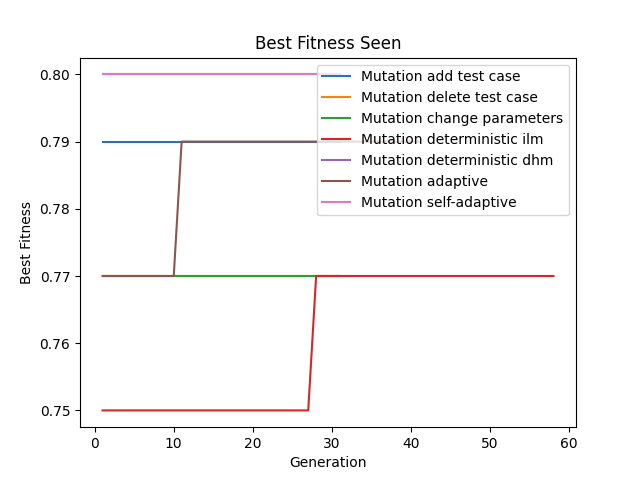 Best Fitness Seen
0.80
0.79
0.78
0.77
0.76
0.75
Best Fitness
Mutation add test case
Mutation delete test case
Mutation change parameters
Mutation deterministic ilm
Mutation deterministic dhm
Mutation adaptive
Mutation self-adaptive
0 10 20 30 40 50 60
Generation